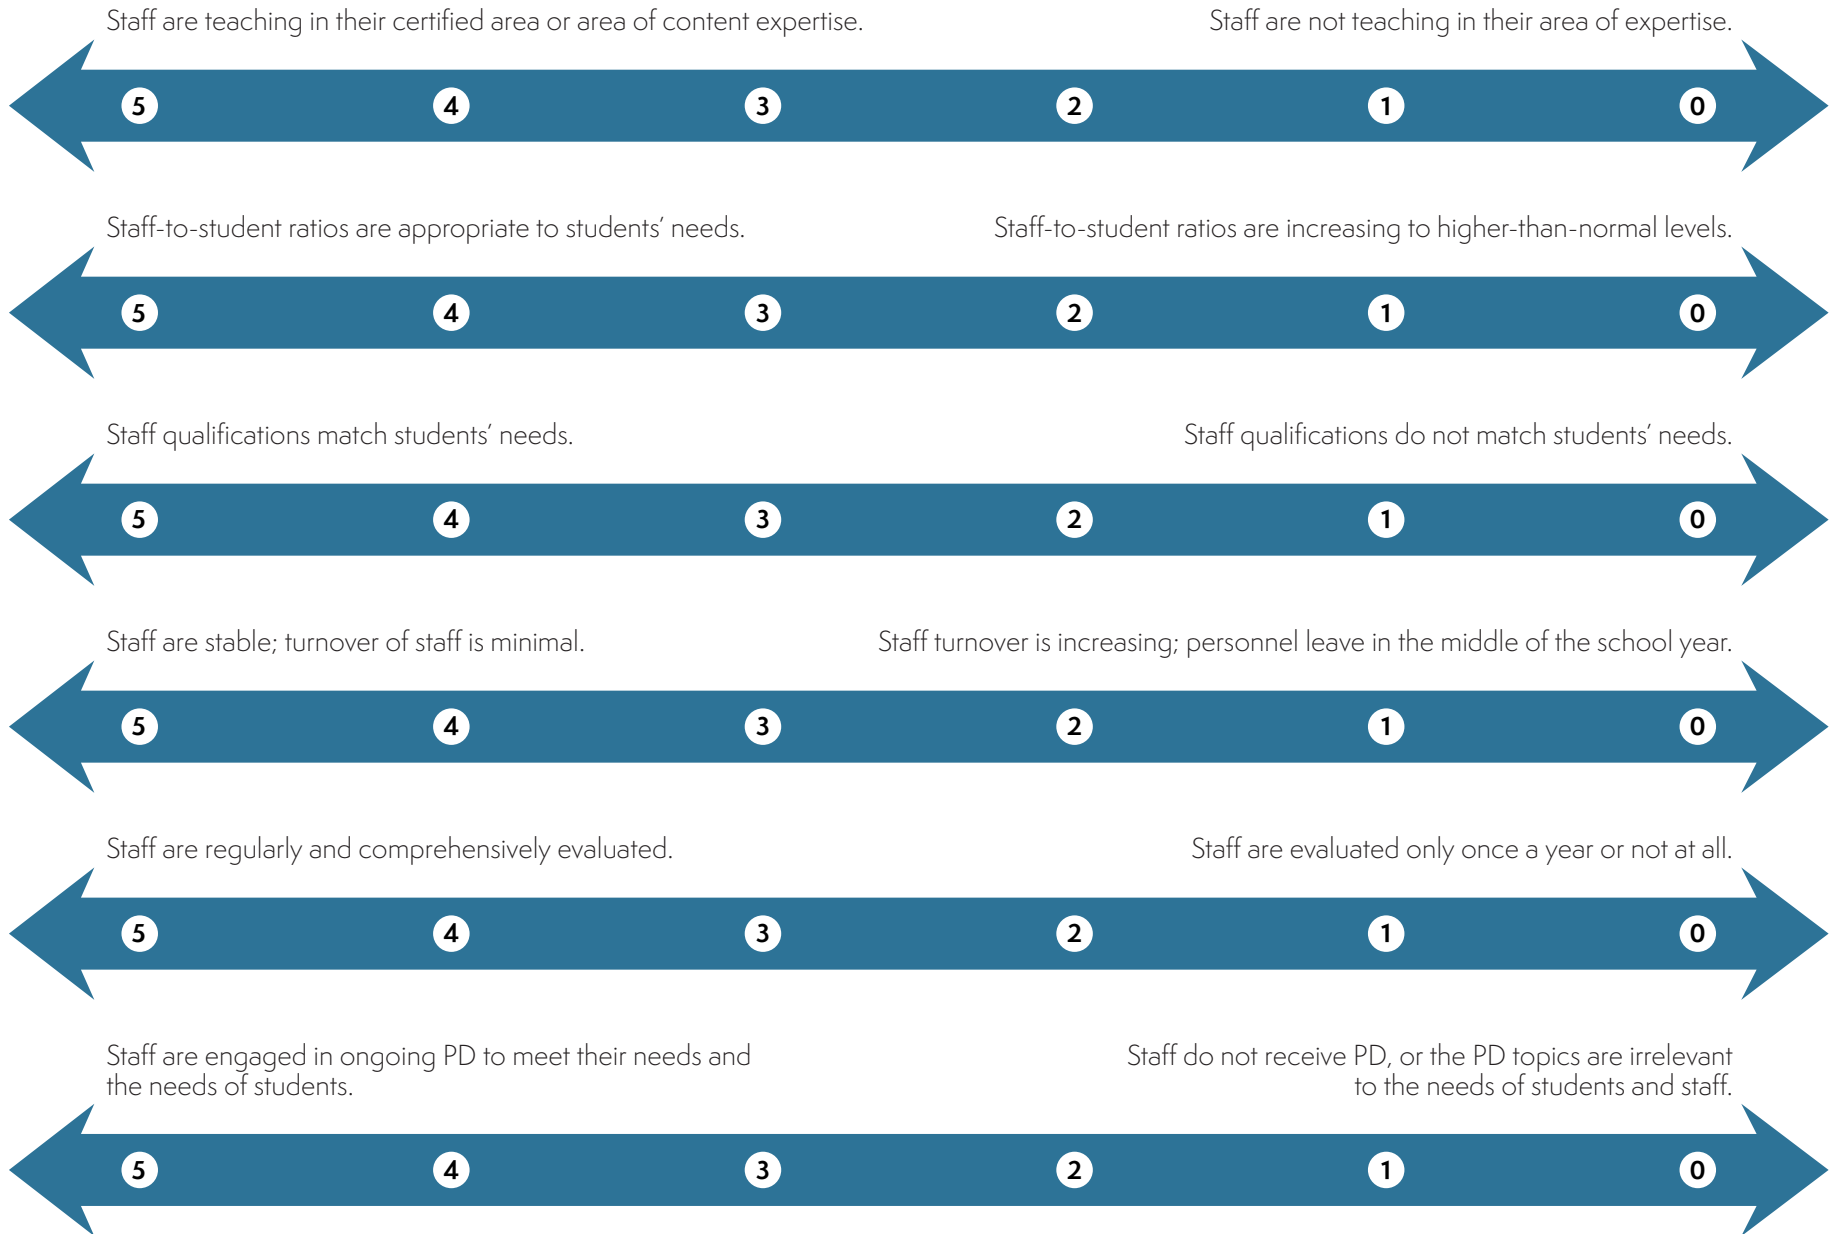 Staff are teaching in their certified area or area of content expertise. Staff are not teaching in their area of expertise.
5 4 3 2 1 0
Staff-to-student ratios are appropriate to students’ needs. Staff-to-student ratios are increasing to higher-than-normal levels.
5 4 3 2 1 0
Staff qualifications match students’ needs. Staff qualifications do not match students’ needs.
5 4 3 2 1 0
Staff are stable; turnover of staff is minimal. Staff turnover is increasing; personnel leave in the middle of the school year.
5 4 3 2 1 0
Staff are regularly and comprehensively evaluated. Staff are evaluated only once a year or not at all.
5 4 3 2 1 0
Staff are engaged in ongoing PD to meet their needs and
the needs of students.
Staff do not receive PD, or the PD topics are irrelevant
to the needs of students and staff.
5 4 3 2 1 0